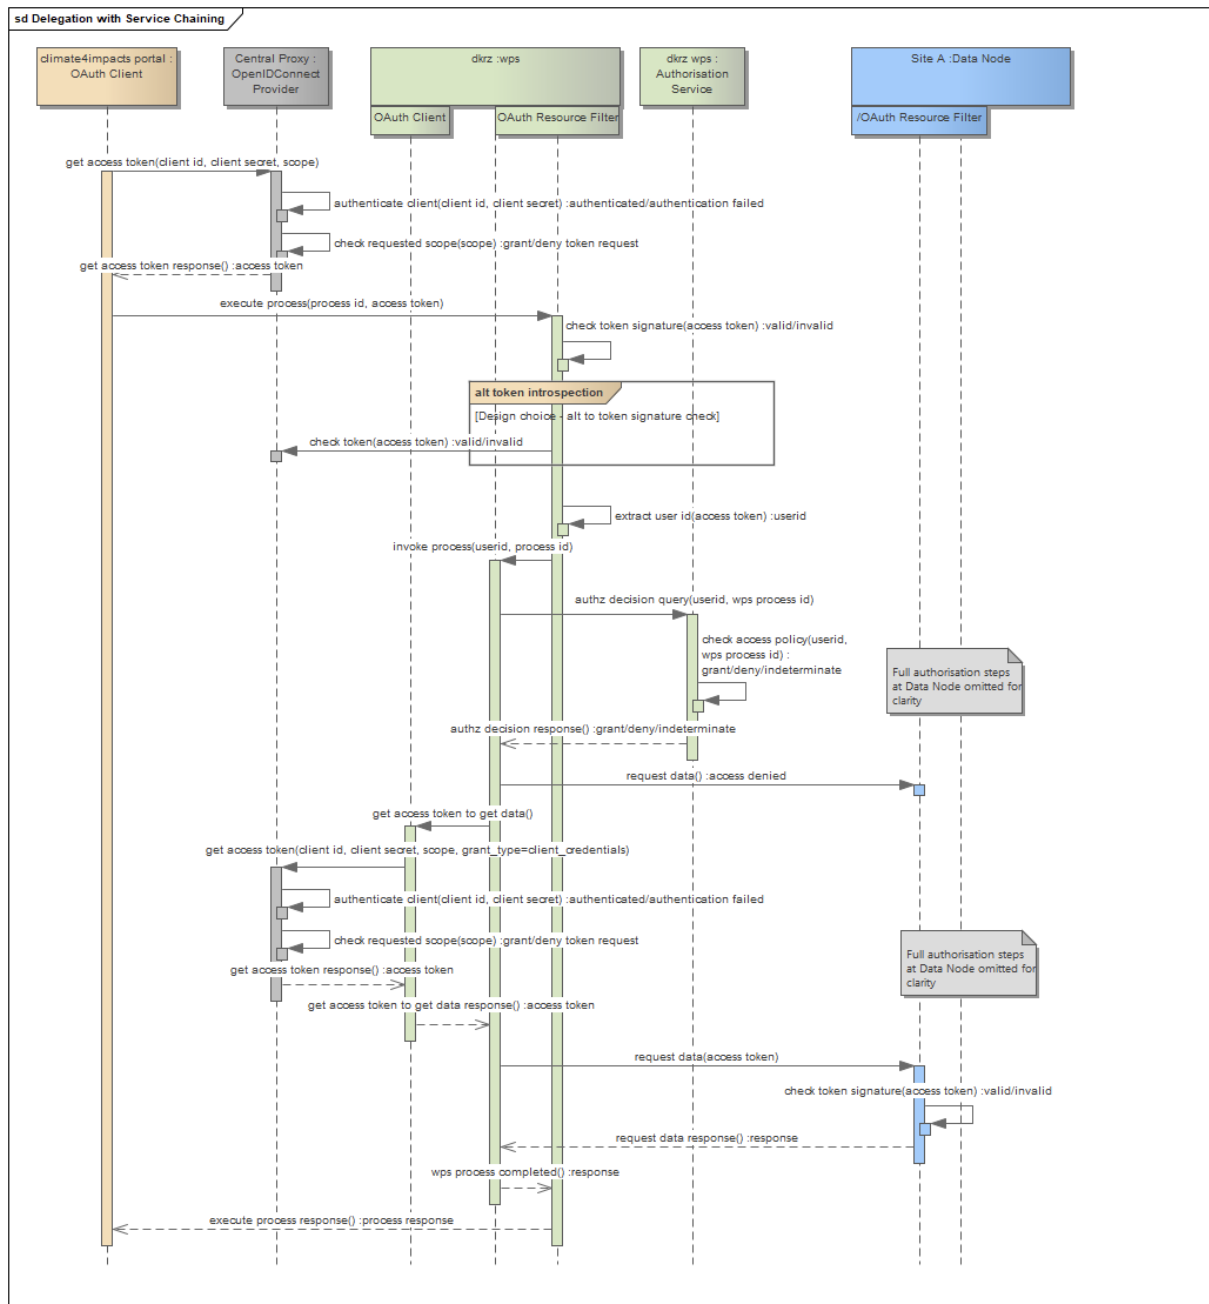 sd Delegation with Service Chaining
climate4impacts portal :
OAuth Client
Central Proxy :
OpenIDConnect
Provider
dkrz :wps
dkrz wps :
Authorisation
Service
Site A :Data Node
OAuth Client
OAuth Resource Filter
/OAuth Resource Filter
get access token(client id, client secret, scope)
authenticate client(client id, client secret) :authenticated/authentication failed
check requested scope(scope) :grant/deny token request
get access token response() :access token
execute process(process id, access token)
check token signature(access token) :valid/invalid
alt token introspection
[Design choice - alt to token signature check]
check token(access token) :valid/invalid
extract user id(access token) :userid
invoke process(userid, process id)
authz decision query(userid, wps process id)
check access policy(userid,
wps process id) :
grant/deny/indeterminate
Full authorisation steps
at Data Node omitted for
clarity
authz decision response() :grant/deny/indeterminate
request data() :access denied
get access token to get data()
get access token(client id, client secret, scope, grant_type=client_credentials)
authenticate client(client id, client secret) :authenticated/authentication failed
check requested scope(scope) :grant/deny token request
Full authorisation steps
at Data Node omitted for
clarity
get access token response() :access token
get access token to get data response() :access token
request data(access token)
check token signature(access token) :valid/invalid
request data response() :response
wps process completed() :response
execute process response() :process response